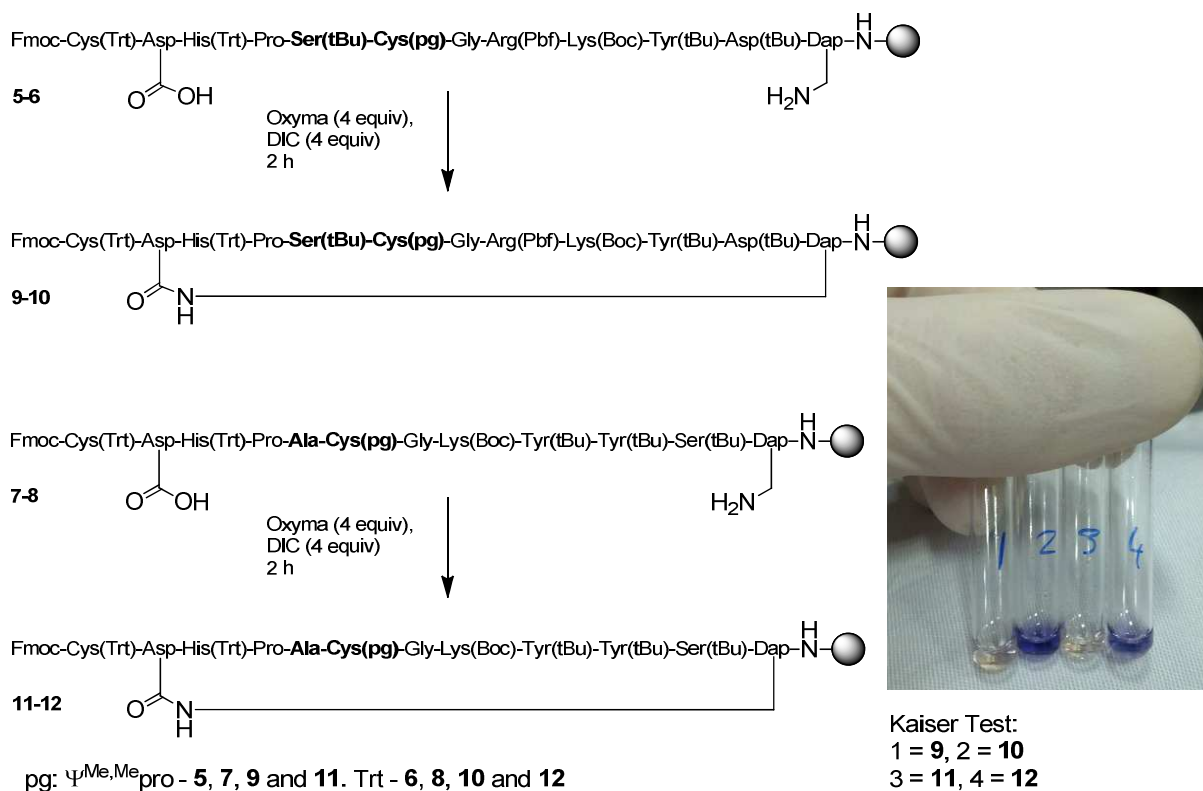 Fmoc-Cys(Trt)-Asp-His(Trt)-Pro-Ser(tBu)-Cys(pg)-Gly-Arg(Pbf)-Lys(Boc)-Tyr(tBu)-Asp(tBu)-Dap-N
H
O OH
H2N
5-6
Oxyma (4 equiv),
DIC (4 equiv)
2 h
Fmoc-Cys(Trt)-Asp-His(Trt)-Pro-Ser(tBu)-Cys(pg)-Gly-Arg(Pbf)-Lys(Boc)-Tyr(tBu)-Asp(tBu)-Dap-N
H
O N
H
9-10
Fmoc-Cys(Trt)-Asp-His(Trt)-Pro-Ala-Cys(pg)-Gly-Lys(Boc)-Tyr(tBu)-Tyr(tBu)-Ser(tBu)-Dap-N
H
O OH
H2N
7-8
Oxyma (4 equiv),
DIC (4 equiv)
2 h
Fmoc-Cys(Trt)-Asp-His(Trt)-Pro-Ala-Cys(pg)-Gly-Lys(Boc)-Tyr(tBu)-Tyr(tBu)-Ser(tBu)-Dap-N
H
O N
H
11-12
pg: ΨMe,Mepro - 5, 7, 9 and 11. Trt - 6, 8, 10 and 12
1 2 3 4
Kaiser Test:
1 = 9, 2 = 10
3 = 11, 4 = 12